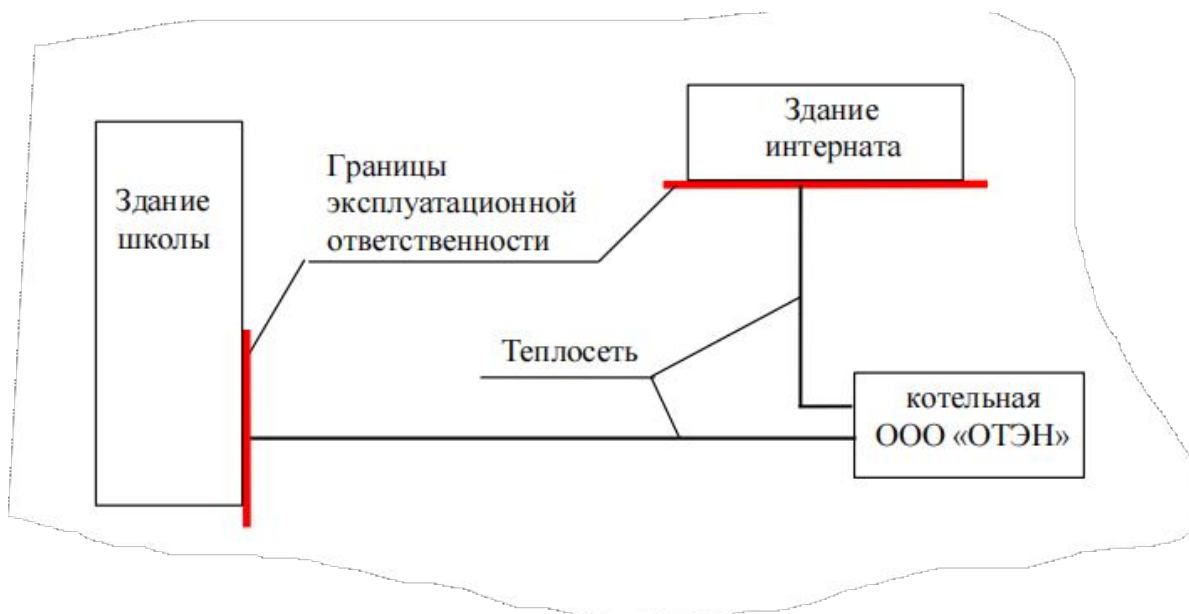 Здание
интерната
Границы
эксплуатационной
ответственности
Здание
школы
Теплосеть
котельная
ООО «ОТЭН»